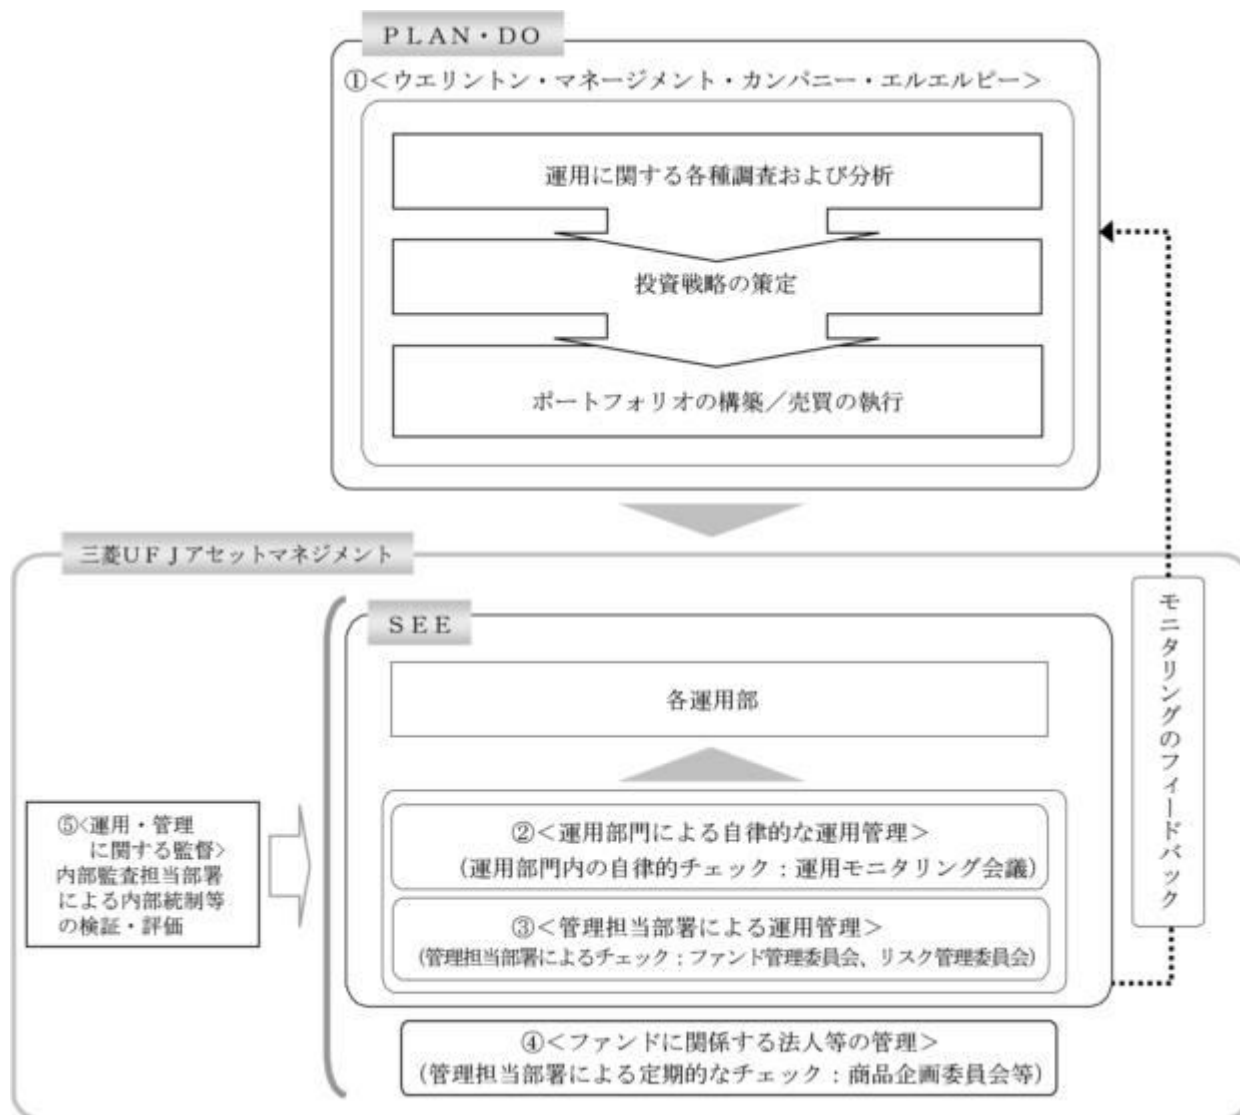 ＰＬＡＮ・ＤＯ
①＜ウエリントン・マネージメント・カンパニー・エルエルピー＞
運用に関する各種調査および分析
投資戦略の策定
ポートフォリオの構築／売買の執行
三菱ＵＦＪアセットマネジメント
ＳＥＥ
各運用部
②＜運用部門による自律的な運用管理＞
（運用部門内の自律的チェック：運用モニタリング会議）
③＜管理担当部署による運用管理＞
（管理担当部署によるチェック：ファンド管理委員会、リスク管理委員会）
④＜ファンドに関係する法人等の管理＞
（管理担当部署による定期的なチェック：商品企画委員会等）
⑤＜運用・管理
に関する監督＞
内部監査担当部署
による内部統制等
の検証・評価
モニタリングのフィードバック